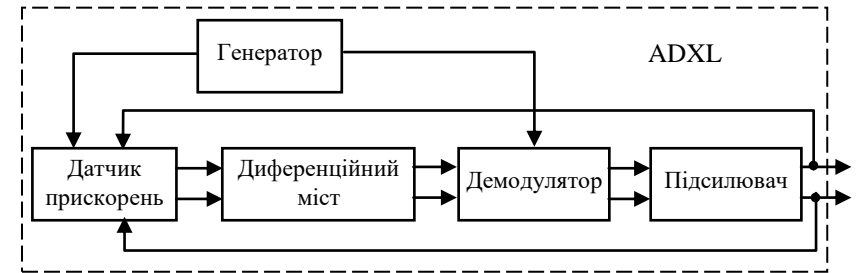 Генератор
ADXL
Датчик
прискорень
Диференційний
міст
Демодулятор
Підсилювач